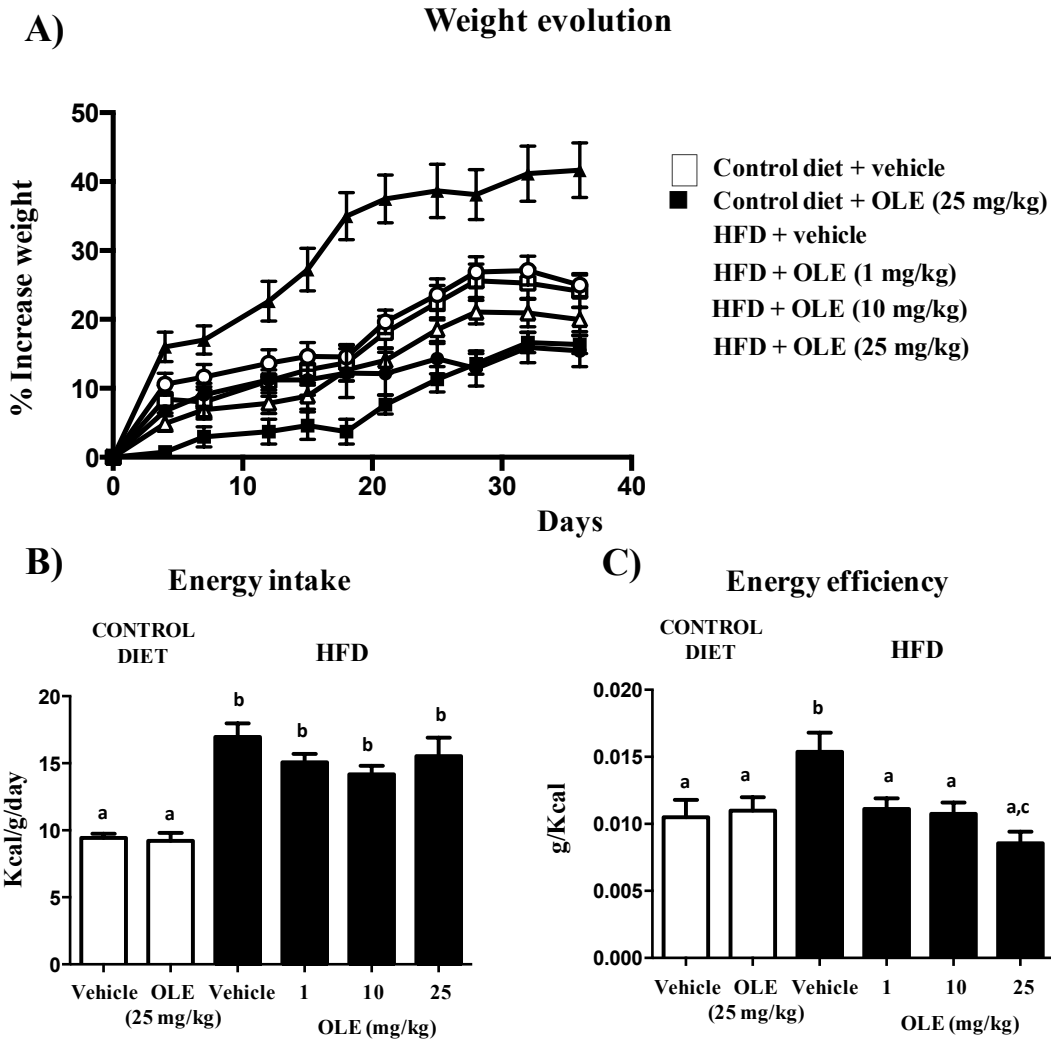 A)
Weight evolution
% Increase weight
50
40
30
20
10
0
0
10
20
30
40
Days
Control diet + vehicle
Control diet + OLE (25 mg/kg)
HFD + vehicle
HFD + OLE (1 mg/kg)
HFD + OLE (10 mg/kg)
HFD + OLE (25 mg/kg)
B)
Energy intake
CONTROL
DIET
HFD
Kcal/g/day
20
15
10
5
0
a
a
b
b
b
b
Vehicle
OLE
Vehicle
1
10
25
(25 mg/kg)
OLE (mg/kg)
C)
Energy efficiency
CONTROL
DIET
HFD
g/Kcal
0.020
0.015
0.010
0.005
0.000
a
a
b
a
a
a,c
Vehicle
OLE
Vehicle
1
10
25
(25 mg/kg)
OLE (mg/kg)